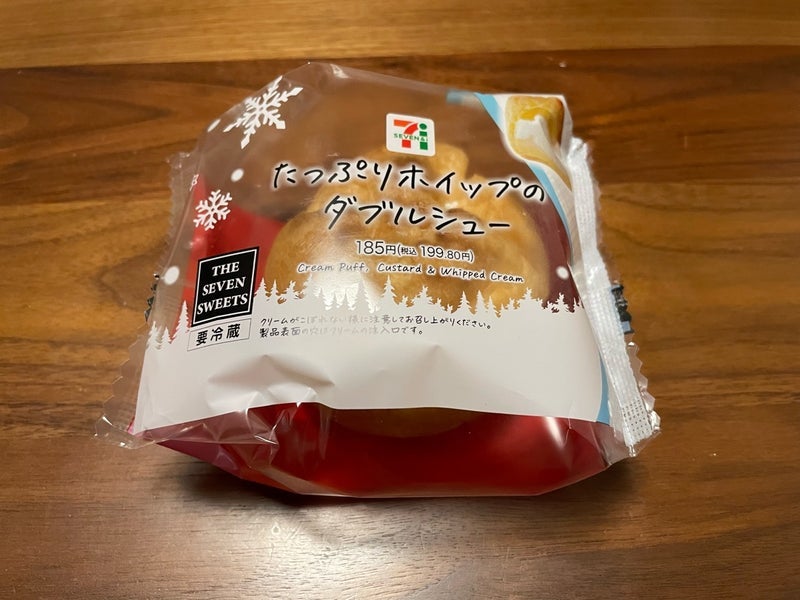 7i
SEVEN&i
たっぷりホイップの
ダブルシュー
185円(税込199.80円)
Cream Puff, Custard & Whipped Cream
THE
SEVEN
SWEETS
要冷蔵
クリームがこぼれない様に注意してお召し上がりください。
製品表面の穴はクリームの注入口です。